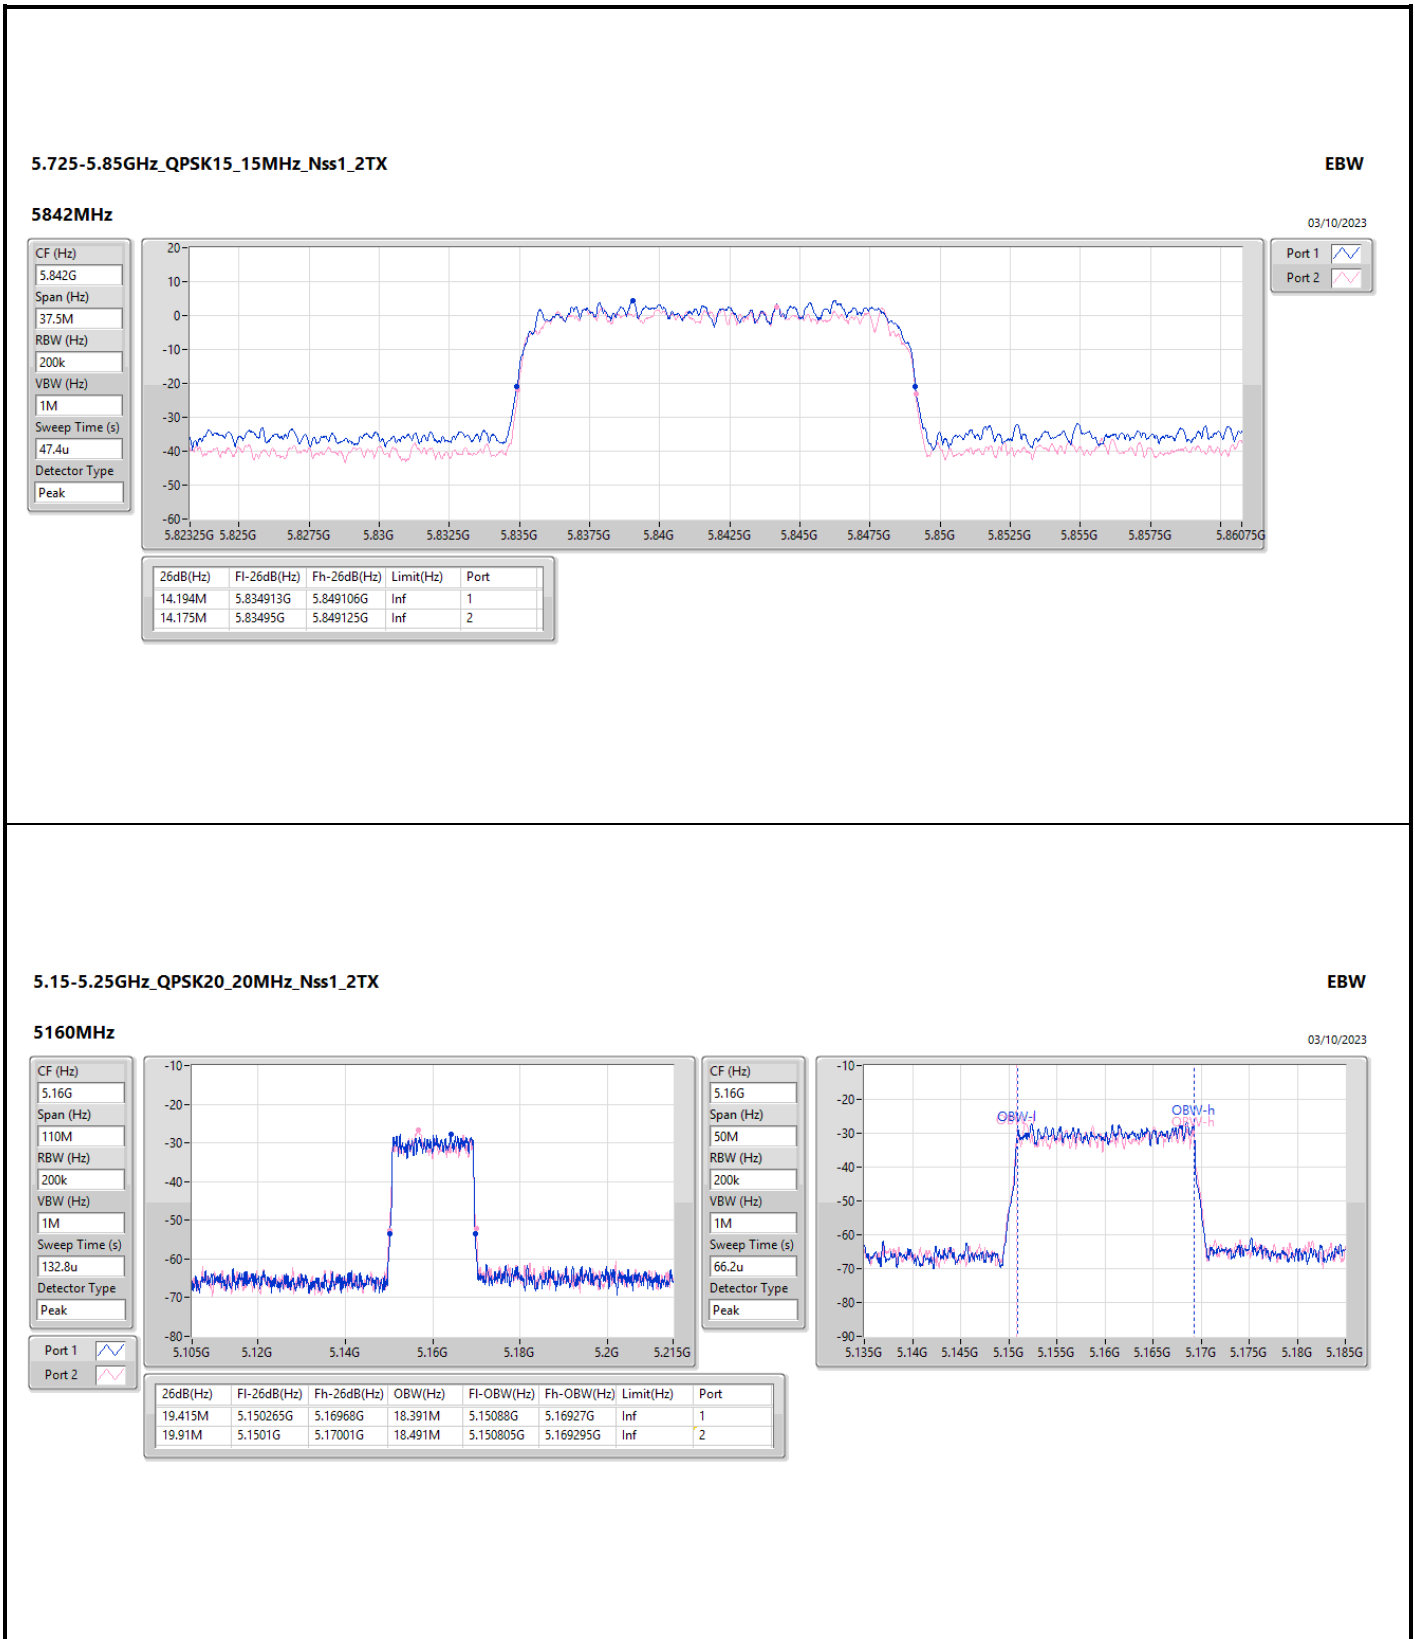 5.725-5.85GHz_QPSK15_15MHz_Nss1_2TX EBW
5842MHz
03/10/2023
CF (Hz)
5.842G
Span (Hz)
37.5M
RBW (Hz)
200k
VBW (Hz)
1M
Sweep Time (s)
47.4u
Detector Type
Peak
20
10
0
-10
-20
-30
-40
-50
-60
5.82325G 5.825G 5.8275G 5.83G 5.8325G 5.835G 5.8375G 5.84G 5.8425G 5.845G 5.8475G 5.85G 5.8525G 5.855G 5.8575G 5.86075G
Port 1
Port 2
26dB(Hz) Fl-26dB(Hz) Fh-26dB(Hz) Limit(Hz) Port
14.194M 5.834913G 5.849106G Inf 1
14.175M 5.83495G 5.849125G Inf 2
5.15-5.25GHz_QPSK20_20MHz_Nss1_2TX EBW
5160MHz
03/10/2023
CF (Hz)
5.16G
Span (Hz)
110M
RBW (Hz)
200k
VBW (Hz)
1M
Sweep Time (s)
132.8u
Detector Type
Peak
Port 1
Port 2
-10
-20
-30
-40
-50
-60
-70
-80
5.105G 5.12G 5.14G 5.16G 5.18G 5.2G 5.215G
CF (Hz)
5.16G
Span (Hz)
50M
RBW (Hz)
200k
VBW (Hz)
1M
Sweep Time (s)
66.2u
Detector Type
Peak
-10
-20
-30
-40
-50
-60
-70
-80
-90
OBW-l
OBW-h
OBW-h
5.135G 5.14G 5.145G 5.15G 5.155G 5.16G 5.165G 5.17G 5.175G 5.18G 5.185G
26dB(Hz) Fl-26dB(Hz) Fh-26dB(Hz) OBW(Hz) Fl-OBW(Hz) Fh-OBW(Hz) Limit(Hz) Port
19.415M 5.150265G 5.16968G 18.391M 5.15088G 5.16927G Inf 1
19.91M 5.1501G 5.17001G 18.491M 5.150805G 5.169295G Inf 2